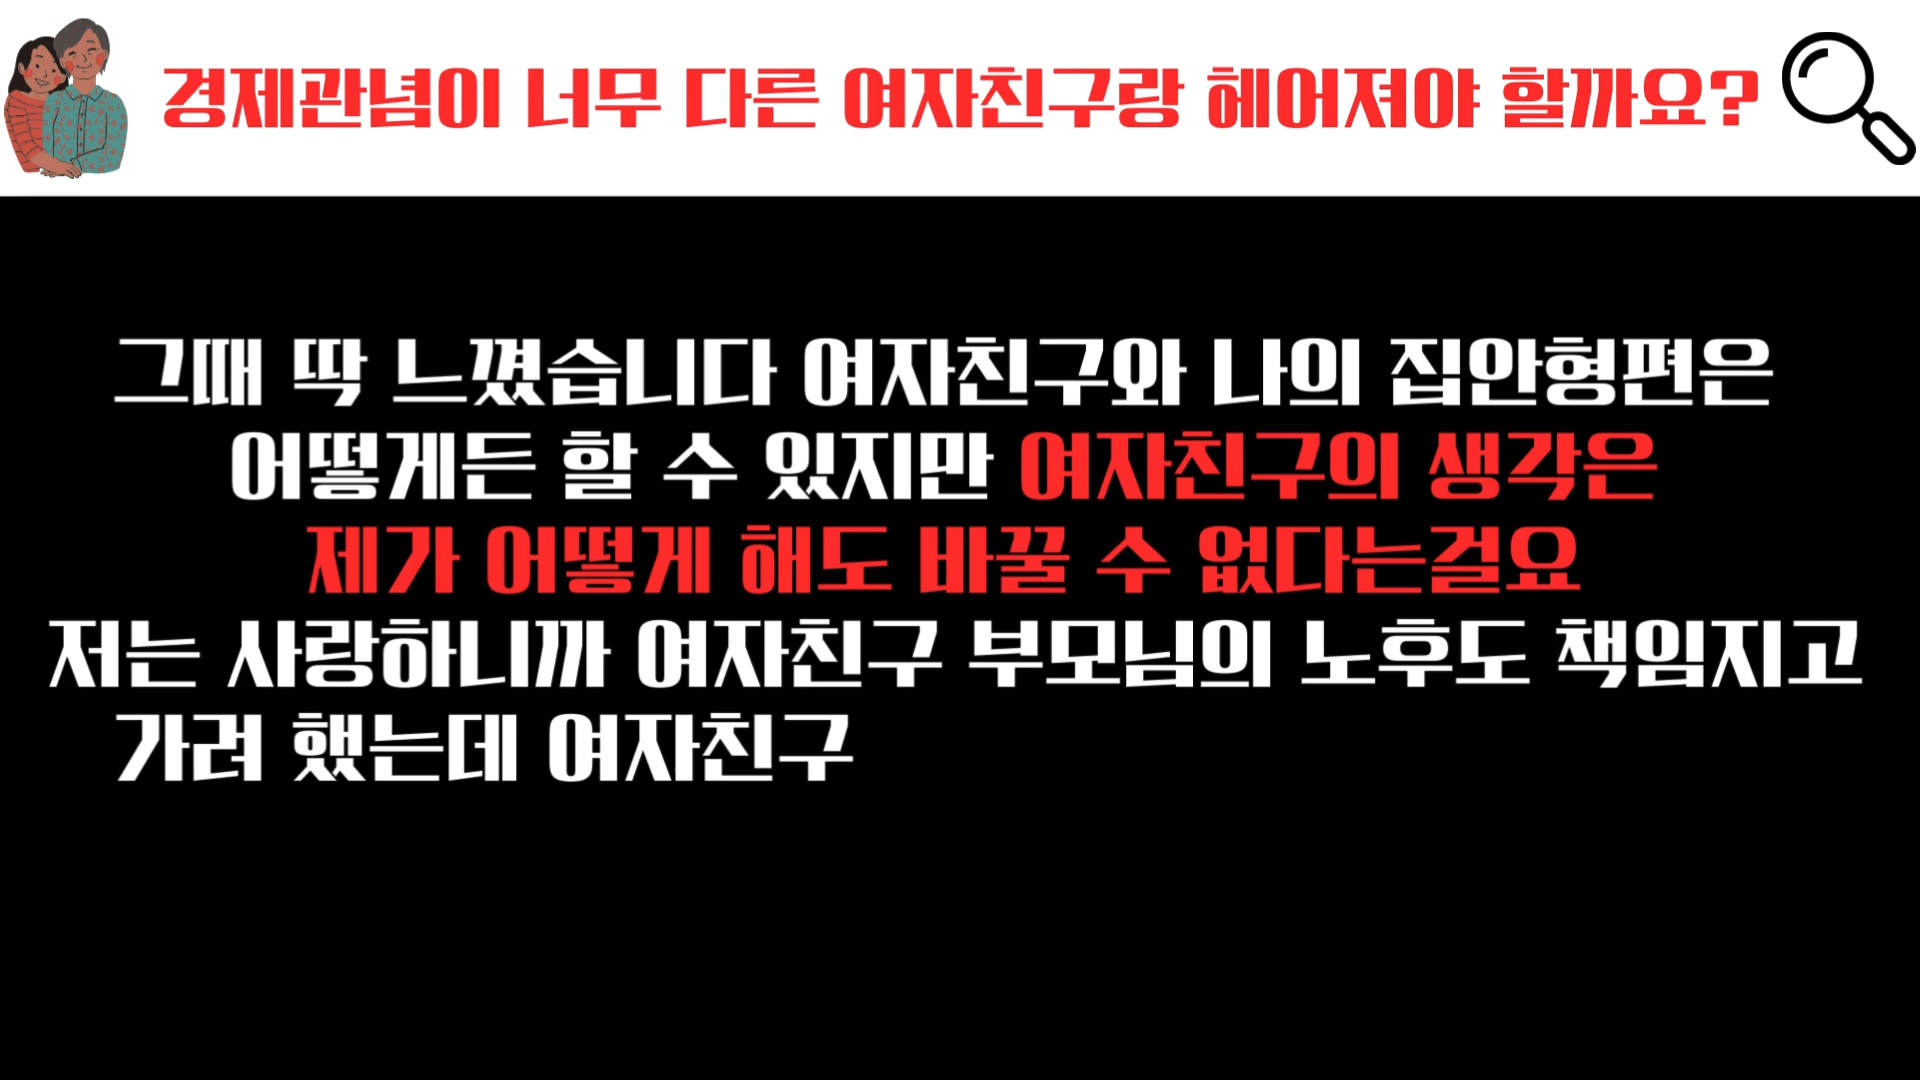 경제관념이 너무 다른 여자친구랑 헤어져야 할까요?
그때 딱 느꼈습니다 여자친구와 나의 집안형편은
어떻게든 할 수 있지만 여자친구의 생각은
제가 어떻게 해도 바꿀 수 없다는걸요
저는 사랑하니까 여자친구 부모님의 노후도 책임지고
가려 했는데 여자친구